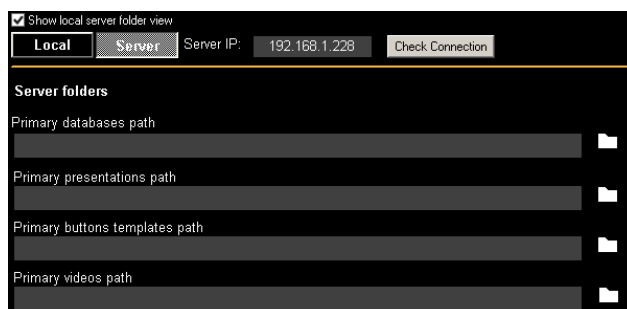 Show local server folder view
Local Server Server IP: 192.168.1.228 Check Connection
Server folders
Primary databases path
Primary presentations path
Primary buttons templates path
Primary videos path